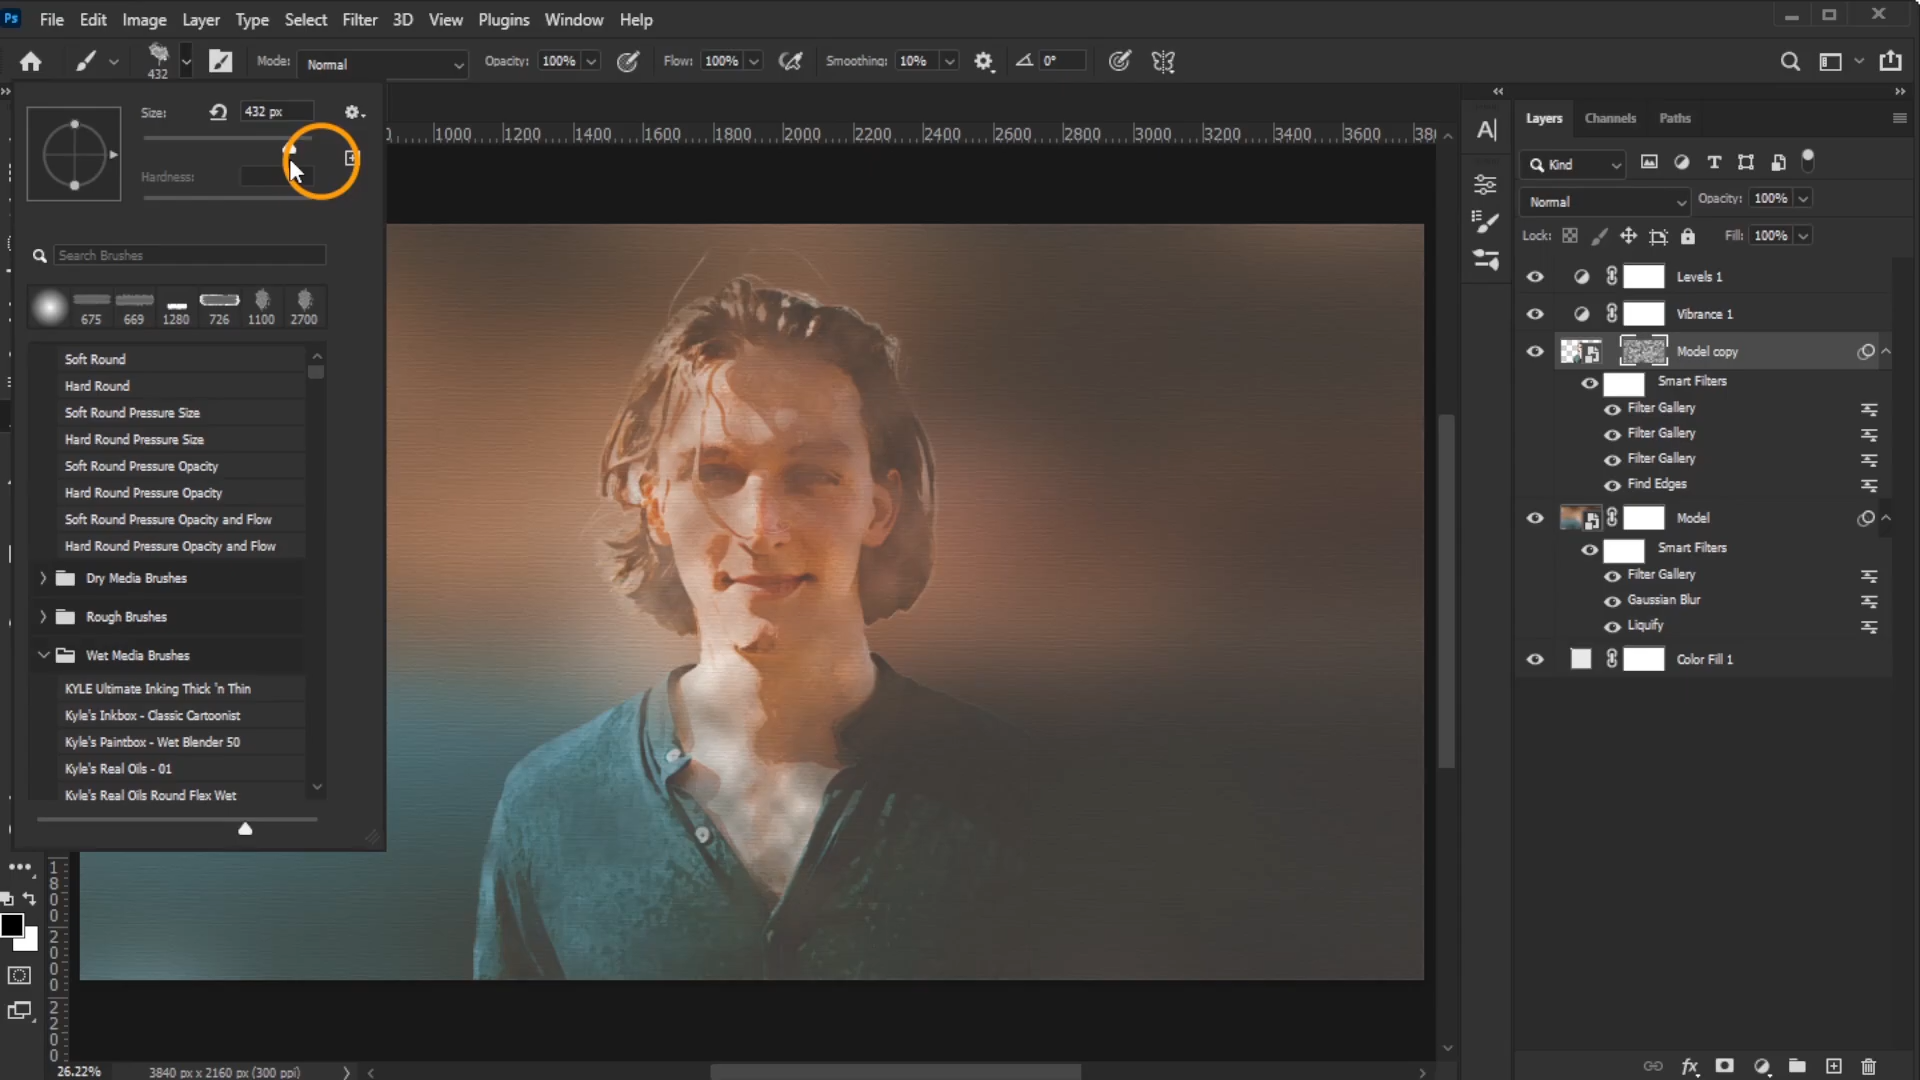 Ps File Edit Image Layer Type Select Filter 3D View Plugins Window Help
432 Mode: Normal Opacity: 100% Flow: 100% Smoothing: 10% 0°
Size: 432 px
Hardness:
Search Brushes
675 669 1280 726 1100 2700
Soft Round
Hard Round
Soft Round Pressure Size
Hard Round Pressure Size
Soft Round Pressure Opacity
Hard Round Pressure Opacity
Soft Round Pressure Opacity and Flow
Hard Round Pressure Opacity and Flow
Dry Media Brushes
Rough Brushes
Wet Media Brushes
KYLE Ultimate Inking Thick 'n Thin
Kyle's Inkbox - Classic Cartoonist
Kyle's Paintbox - Wet Blender 50
Kyle's Real Oils - 01
Kyle's Real Oils Round Flex Wet
1000 1200 1400 1600 1800 2000 2200 2400 2600 2800 3000 3200 3400 3600
1800
2000
2200
26.22% 3840 px x 2160 px (300 ppi)
A
Layers Channels Paths
Kind
Normal Opacity: 100%
Lock: Fill: 100%
Levels 1
Vibrance 1
Model copy
Smart Filters
Filter Gallery
Filter Gallery
Filter Gallery
Find Edges
Model
Smart Filters
Filter Gallery
Gaussian Blur
Liquify
Color Fill 1
fx